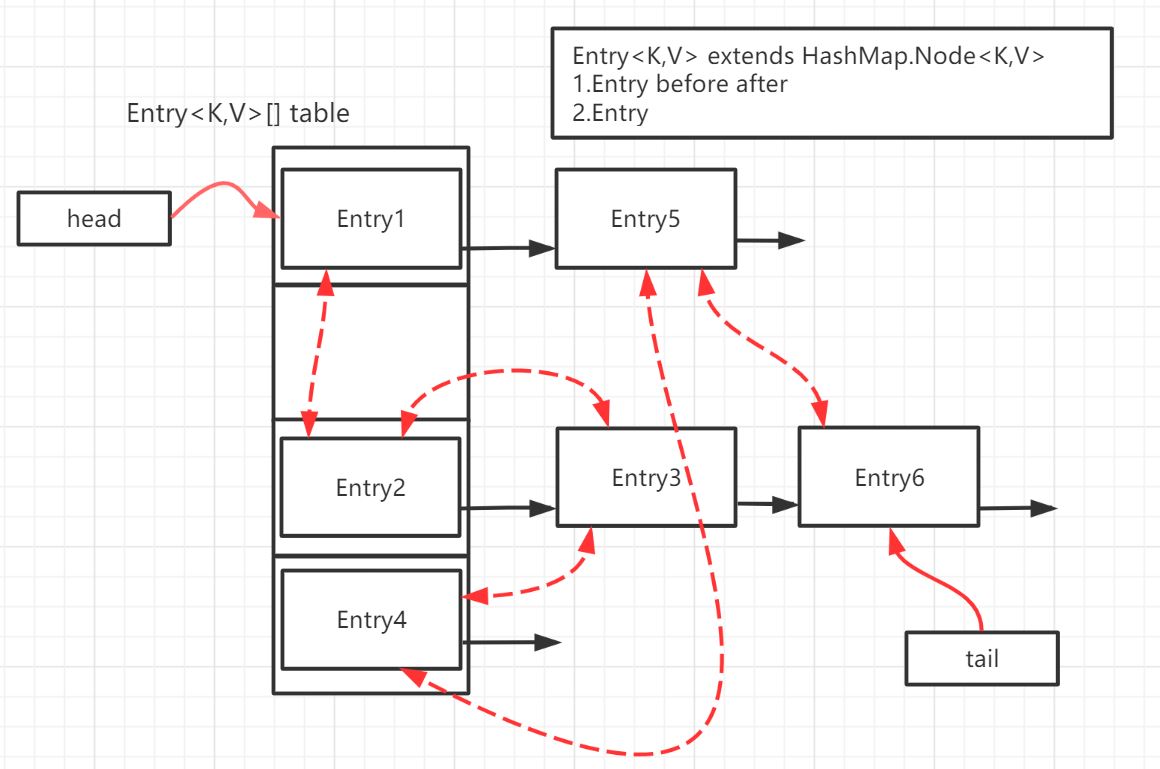 Entry<K,V> extends HashMap.Node<K,V>
1.Entry before after
2.Entry
Entry<K,V>[] table
head
Entry1
Entry5
Entry2
Entry3
Entry6
Entry4
tail